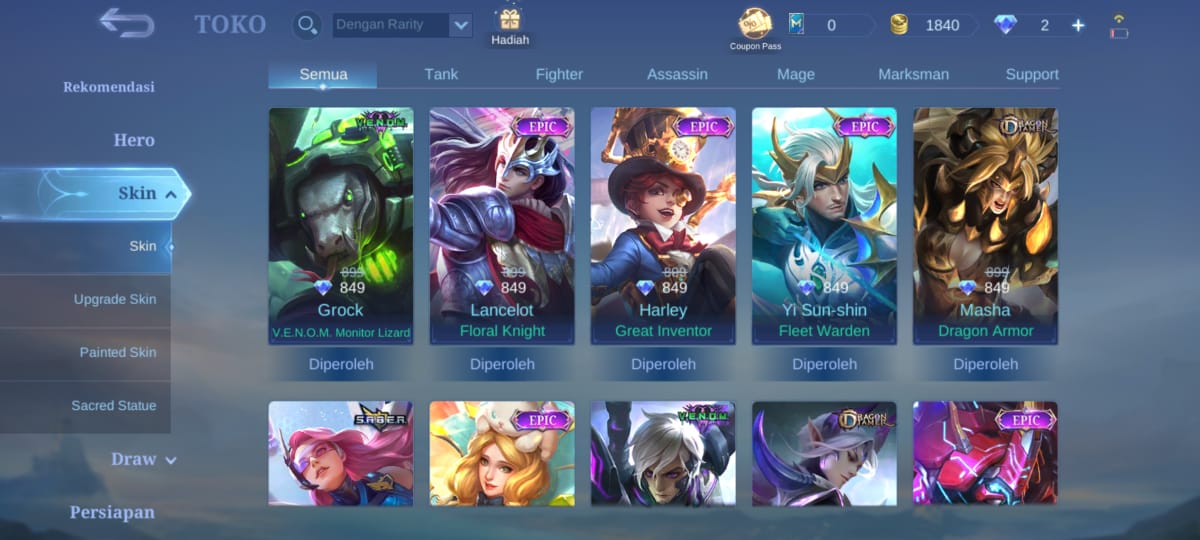 TOKO
Dengan Rarity
Hadiah
Coupon Pass
0
1840
2
Rekomendasi
Hero
Skin
Skin
Upgrade Skin
Painted Skin
Sacred Statue
Draw
Persiapan
Semua
Tank
Fighter
Assassin
Mage
Marksman
Support
V.E.N.O.M.
899
849
Grock
V.E.N.O.M. Monitor Lizard
Diperoleh
EPIC
899
849
Lancelot
Floral Knight
Diperoleh
EPIC
899
849
Harley
Great Inventor
Diperoleh
EPIC
849
Yi Sun-shin
Fleet Warden
Diperoleh
DRAGON
TAMER
899
849
Masha
Dragon Armor
Diperoleh
S.A.B.E.R.
EPIC
V.E.N.O.M.
DRAGON
TAMER
EPIC